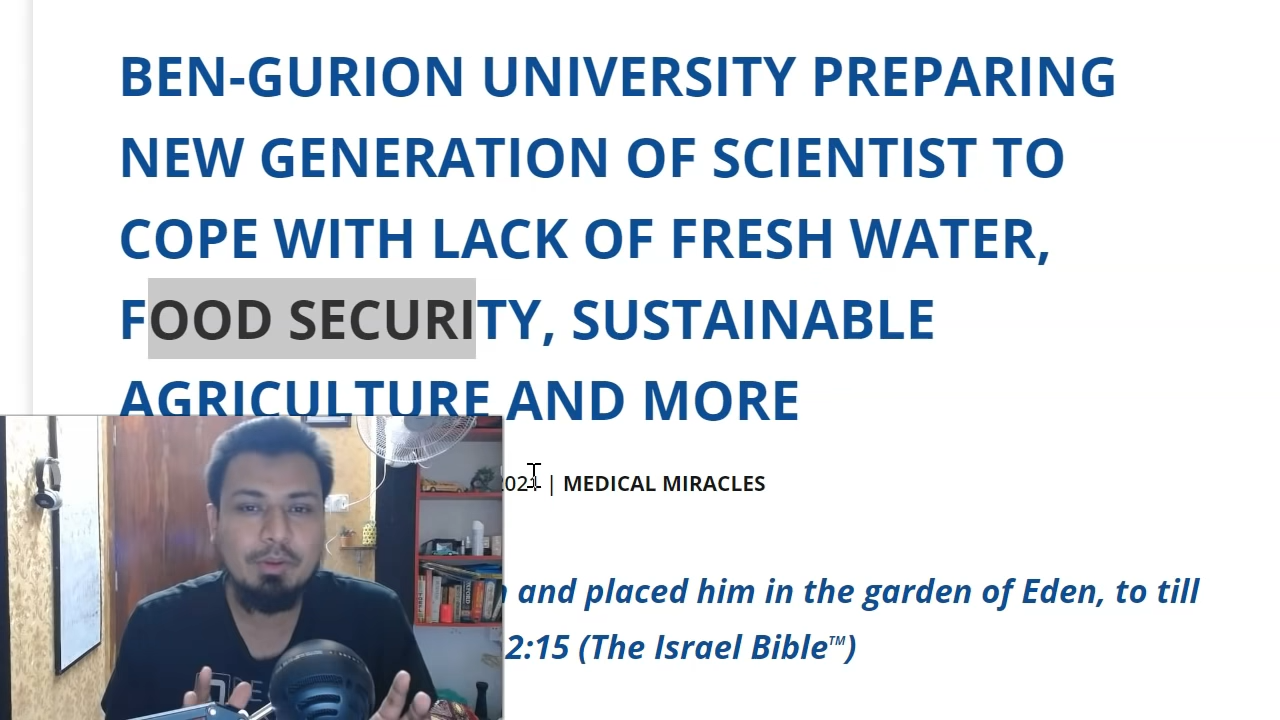 BEN-GURION UNIVERSITY PREPARING
NEW GENERATION OF SCIENTIST TO
COPE WITH LACK OF FRESH WATER,
FOOD SECURITY, SUSTAINABLE
AGRICULTURE AND MORE
| MEDICAL MIRACLES
and placed him in the garden of Eden, to till
2:15 (The Israel Bible™)